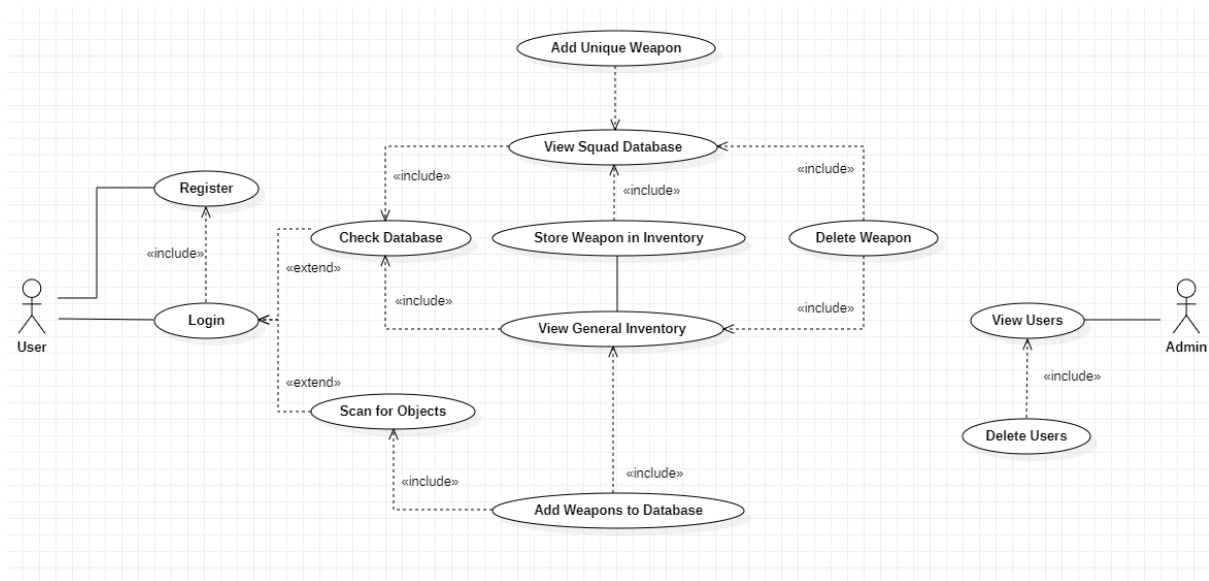 Add Unique Weapon
View Squad Database
«include»
«include»
«include»
Register
Check Database
Store Weapon in Inventory
Delete Weapon
«include»
«extend»
«include»
«include»
User
Login
View General Inventory
View Users
Admin
«extend»
«include»
Scan for Objects
Delete Users
«include»
«include»
Add Weapons to Database